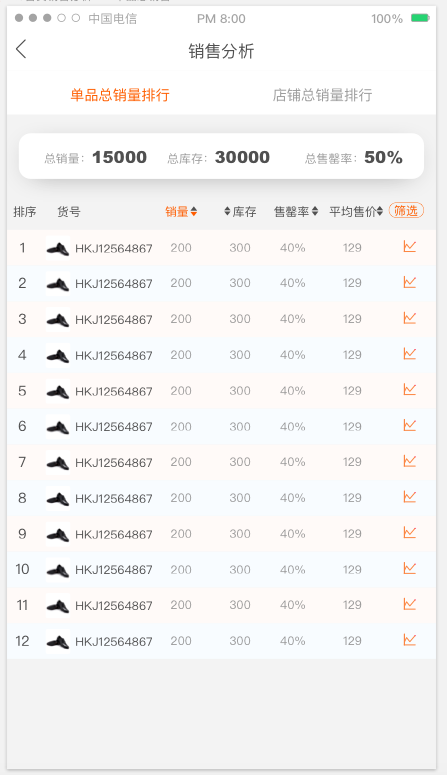 中国电信 PM 8:00 100%
销售分析
单品总销量排行 店铺总销量排行
总销量: 15000 总库存: 30000 总售罄率: 50%
排序 货号 销量 库存 售罄率 平均售价 筛选
1 HKJ12564867 200 300 40% 129
2 HKJ12564867 200 300 40% 129
3 HKJ12564867 200 300 40% 129
4 HKJ12564867 200 300 40% 129
5 HKJ12564867 200 300 40% 129
6 HKJ12564867 200 300 40% 129
7 HKJ12564867 200 300 40% 129
8 HKJ12564867 200 300 40% 129
9 HKJ12564867 200 300 40% 129
10 HKJ12564867 200 300 40% 129
11 HKJ12564867 200 300 40% 129
12 HKJ12564867 200 300 40% 129